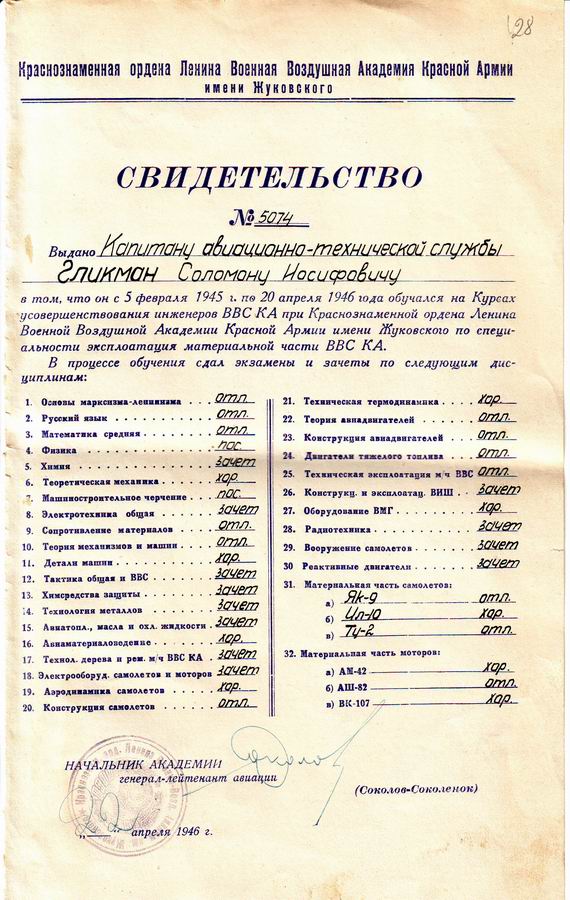 28
Краснознаменная ордена Ленина Военная Воздушная Академия Красной Армии
имени Жуковского
СВИДЕТЕЛЬСТВО
№ 5074
Выдано Капитану авиационно-технической службы
Гликман Соломону Иосифовичу
в том, что он с 5 февраля 1945 г. по 20 апреля 1946 года обучался на Курсах
усовершенствования инженеров ВВС КА при Краснознаменной ордена Ленина
Военной Воздушной Академии Красной Армии имени Жуковского по специ-
альности эксплоатация материальной части ВВС КА.
В процессе обучения сдал экзамены и зачеты по следующим дис-
циплинам:
1. Основы марксизма-ленинизма . . . отл.
2. Русский язык . . . . . . . . отл.
3. Математика средняя . . . . . отл.
4. Физика . . . . . . . . . . пос.
5. Химия . . . . . . . . . . зачет
6. Теоретическая механика . . . . хор.
7. Машиностроительное черчение . . . пос.
8. Электротехника общая . . . . . зачет
9. Сопротивление материалов . . . отл.
10. Теория механизмов и машин . . . отл.
11. Детали машин . . . . . . . хор.
12. Тактика общая и ВВС . . . . . зачет
13. Химсредства защиты . . . . . зачет
14. Технология металлов . . . . . зачет
15. Авиатопл., масла и охл. жидкости . зачет
16. Авиаматериаловедение . . . . . хор.
17. Технол. дерева и рем. м/ч ВВС КА . зачет
18. Электрооборуд. самолетов и моторов зачет
19. Аэродинамика самолетов . . . . хор.
20. Конструкция самолетов . . . . . отл.
21. Техническая термодинамика . . . . хор.
22. Теория авиадвигателей . . . . . отл.
23. Конструкция авиадвигателей . . . . отл.
24. Двигатели тяжелого топлива . . . . отл.
25. Техническая эксплоатация м/ч ВВС отл.
26. Конструкц. и эксплоатац. ВИШ . . . зачет
27. Оборудование ВМГ . . . . . . хор.
28. Радиотехника . . . . . . . . зачет
29. Вооружение самолетов . . . . . зачет
30 Реактивные двигатели . . . . . зачет
31. Материальная часть самолетов:
а) Як-9 отл.
б) Ил-10 хор.
в) Ту-2 отл.
32. Материальная часть моторов:
а) АМ-42 хор.
б) АШ-82 отл.
в) ВК-107 хор.
НАЧАЛЬНИК АКАДЕМИИ
генерал-лейтенант авиации
(Соколов-Соколенок)
апреля 1946 г.